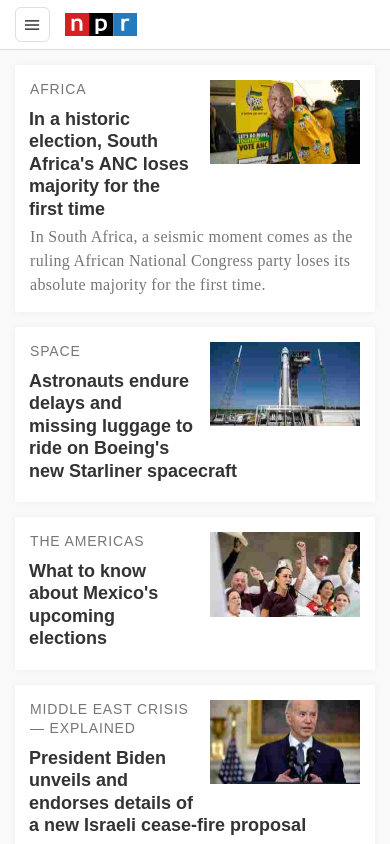 npr
AFRICA
In a historic
election, South
Africa's ANC loses
majority for the
first time
In South Africa, a seismic moment comes as the
ruling African National Congress party loses its
absolute majority for the first time.
SPACE
Astronauts endure
delays and
missing luggage to
ride on Boeing's
new Starliner spacecraft
THE AMERICAS
What to know
about Mexico's
upcoming
elections
MIDDLE EAST CRISIS
— EXPLAINED
President Biden
unveils and
endorses details of
a new Israeli cease-fire proposal
LET'S DO MORE,
TOGETHER
VOTE ANC